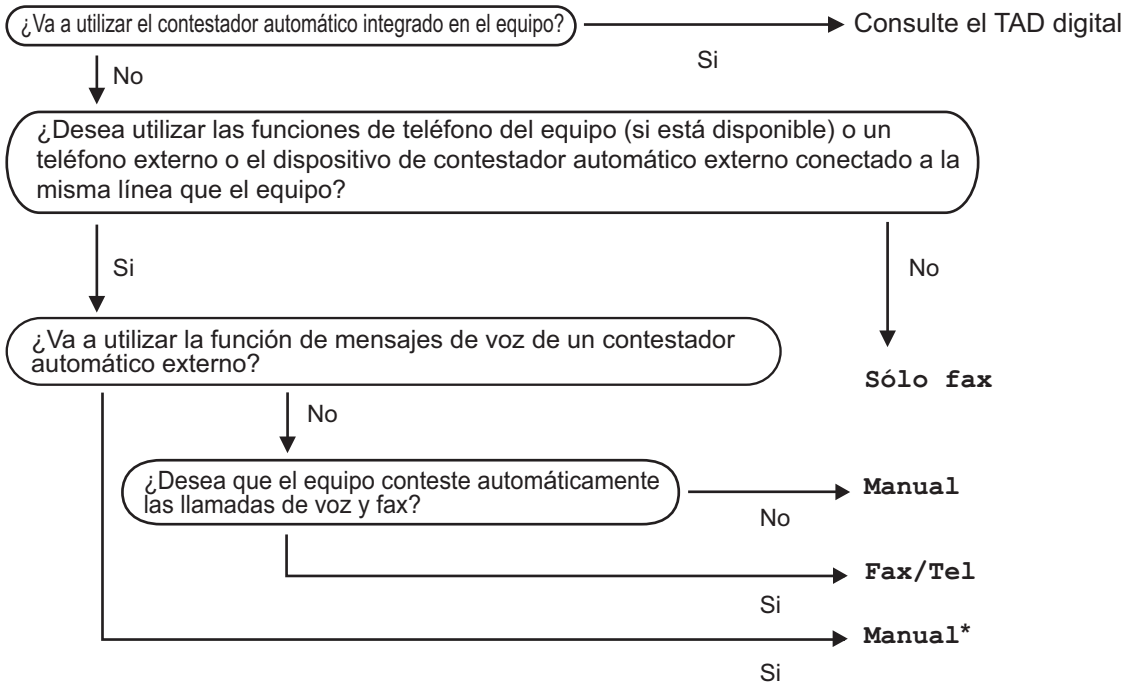 ¿Va a utilizar el contestador automático integrado en el equipo?
Consulte el TAD digital
Si
No
¿Desea utilizar las funciones de teléfono del equipo (si está disponible) o un
teléfono externo o el dispositivo de contestador automático externo conectado a la
misma línea que el equipo?
Si
No
¿Va a utilizar la función de mensajes de voz de un contestador
automático externo?
Sólo fax
No
¿Desea que el equipo conteste automáticamente
las llamadas de voz y fax?
Manual
No
Fax/Tel
Si
Manual*
Si